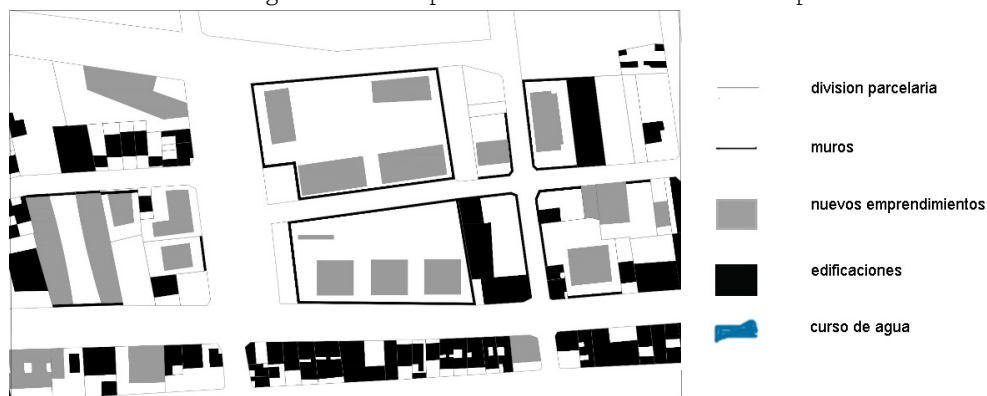 division parcelaria
muros
nuevos emprendimientos
edificaciones
curso de agua